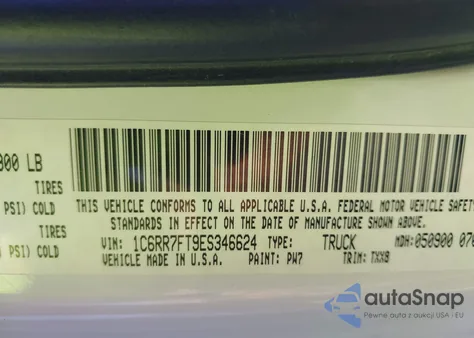 900 LB
TIRES
PSI) COLD
TIRES
PSI) COLD
THIS VEHICLE CONFORMS TO ALL APPLICABLE U.S.A. FEDERAL MOTOR VEHICLE SAFETY
STANDARDS IN EFFECT ON THE DATE OF MANUFACTURE SHOWN ABOVE.
VIN: 1C6RR7FT9ES346624 TYPE: TRUCK MDH: 050900 070
VEHICLE MADE IN U.S.A. PAINT: PW7 TRIM: TXX8
autoSnap
Pewne auta z aukcji USA - EU